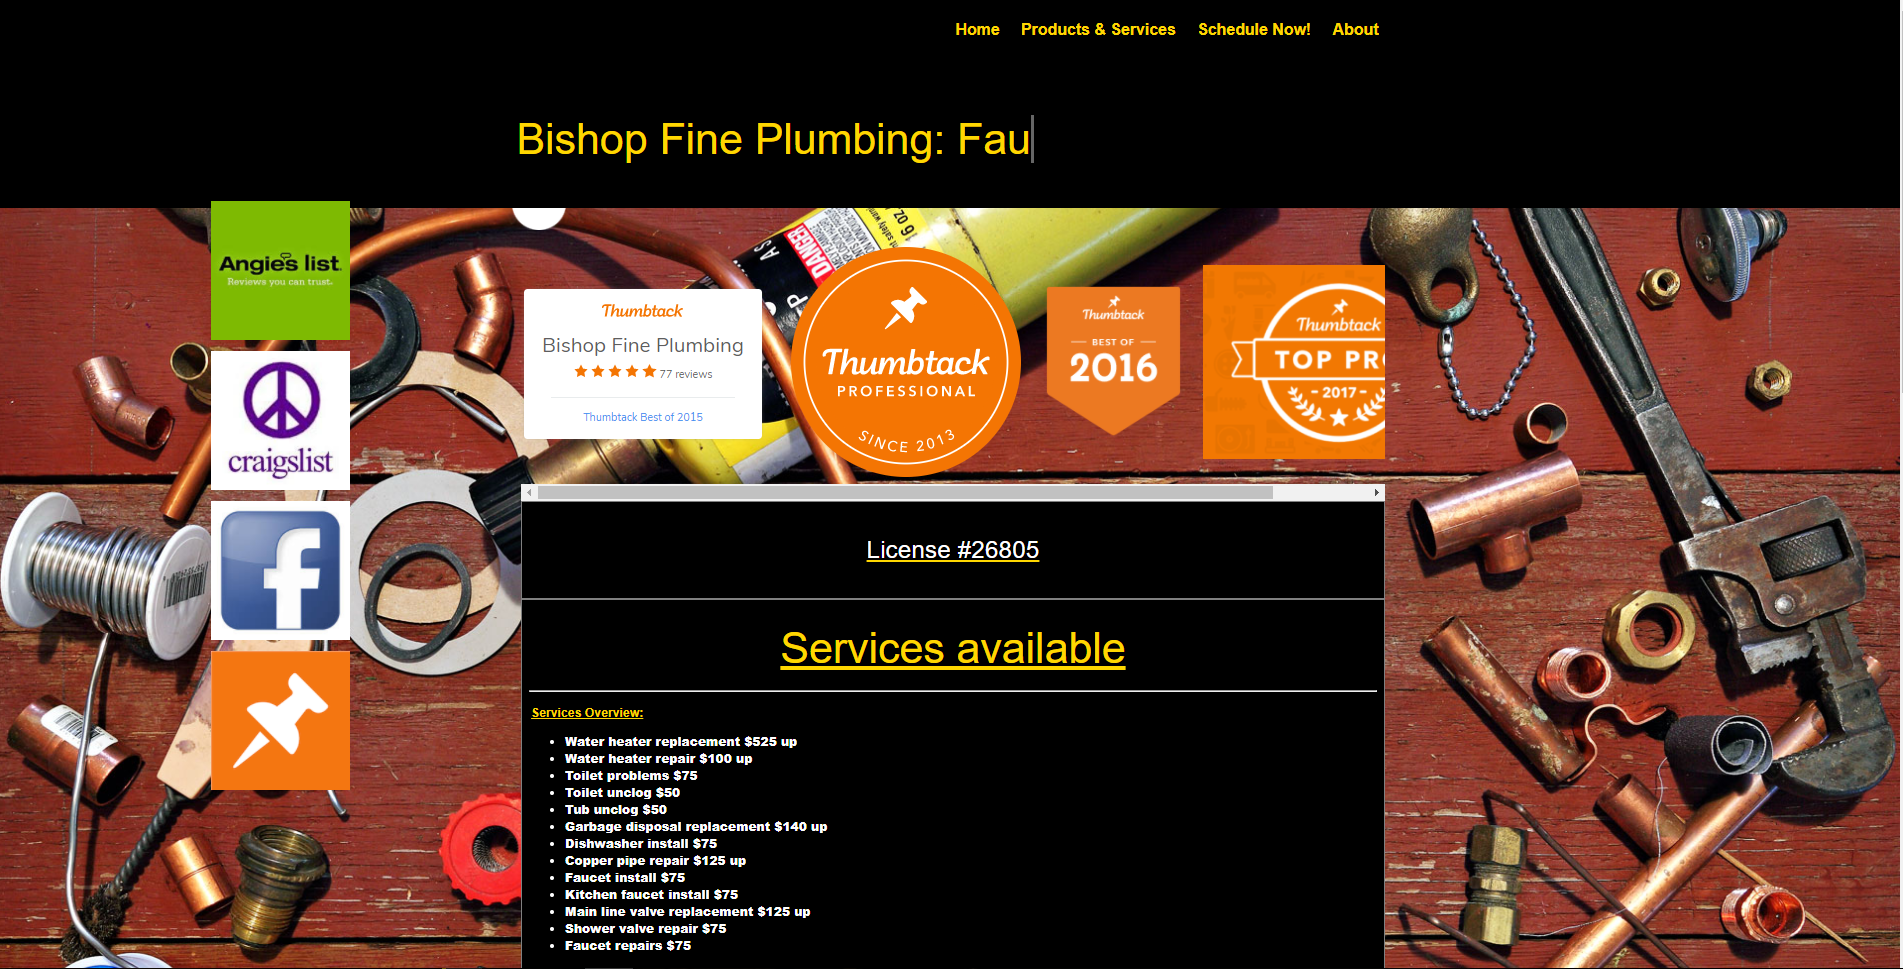 Home Products & Services Schedule Now! About
Bishop Fine Plumbing: Fau
Angie's list.
Reviews you can trust.
craigslist
Thumbtack
Bishop Fine Plumbing
77 reviews
Thumbtack Best of 2015
DANGER
16 OZ.
Thumbtack
PROFESSIONAL
SINCE 2013
Thumbtack
BEST OF
2016
Thumbtack
TOP PR
2017
License #26805
Services available
Services Overview:
Water heater replacement $525 up
Water heater repair $100 up
Toilet problems $75
Toilet unclog $50
Tub unclog $50
Garbage disposal replacement $140 up
Dishwasher install $75
Copper pipe repair $125 up
Faucet install $75
Kitchen faucet install $75
Main line valve replacement $125 up
Shower valve repair $75
Faucet repairs $75